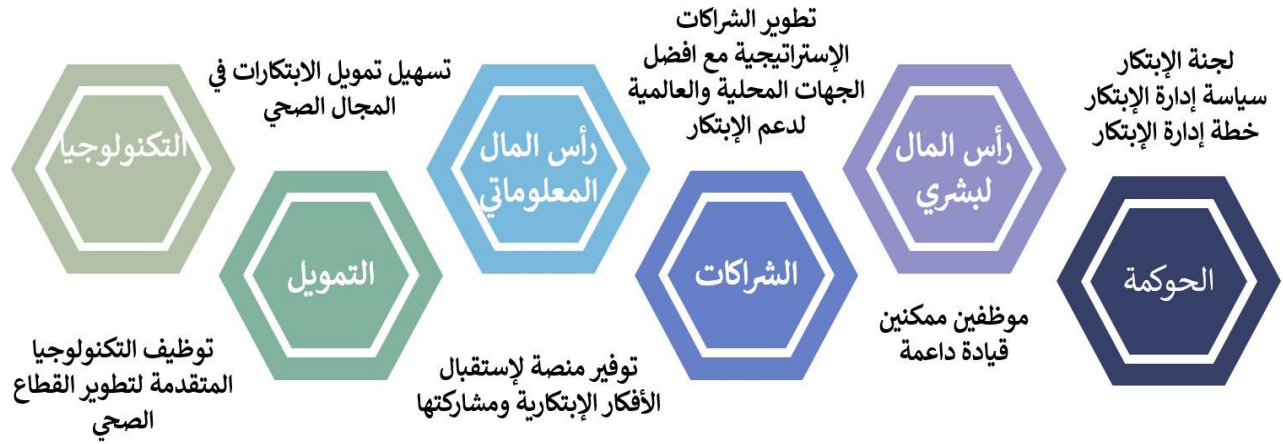 لجنة الإبتكار
سياسة إدارة الإبتكار
خطة إدارة الإبتكار
الحوكمة
رأس المال
لبشري
موظفين ممكنين
قيادة داعمة
تطوير الشراكات
الإستراتيجية مع افضل
الجهات المحلية والعالمية
لدعم الإبتكار
الشراكات
رأس المال
المعلوماتي
توفير منصة لإستقبال
الأفكار الإبتكارية ومشاركتها
تسهيل تمويل الابتكارات في
المجال الصحي
التمويل
التكنولوجيا
توظيف التكنولوجيا
المتقدمة لتطوير القطاع
الصحي